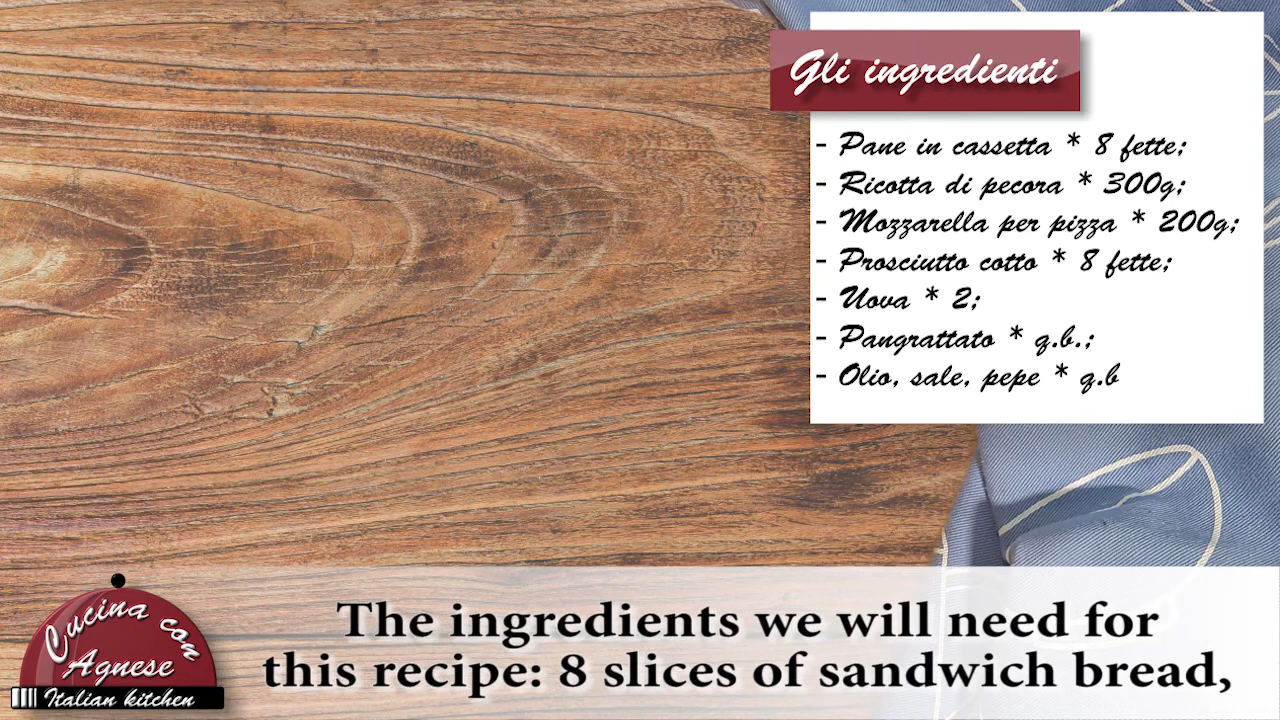 Gli ingredienti
- Pane in cassetta * 8 fette;
- Ricotta di pecora * 300g;
- Mozzarella per pizza * 200g;
- Prosciutto cotto * 8 fette;
- Uova * 2;
- Pangrattato * q.b.;
- Olio, sale, pepe * q.b
The ingredients we will need for
this recipe: 8 slices of sandwich bread,
Cucina con
Agnese
Italian kitchen